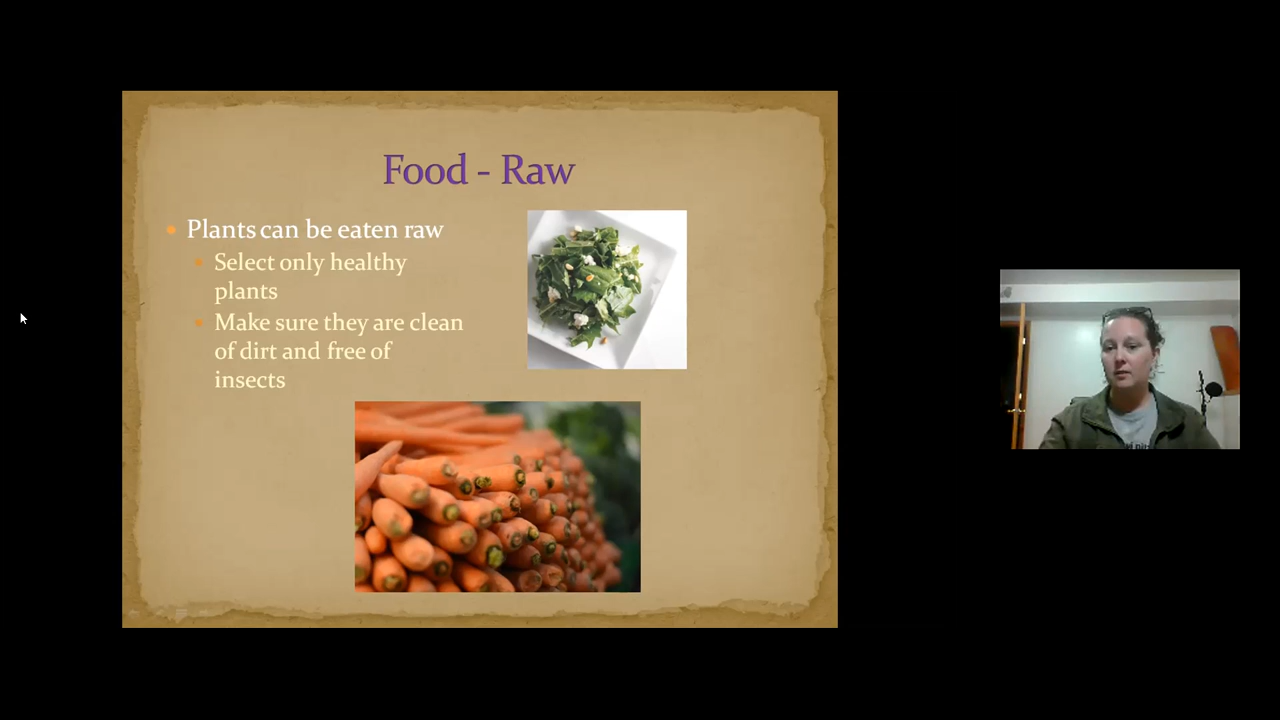 Food - Raw
Plants can be eaten raw
Select only healthy
plants
Make sure they are clean
of dirt and free of
insects